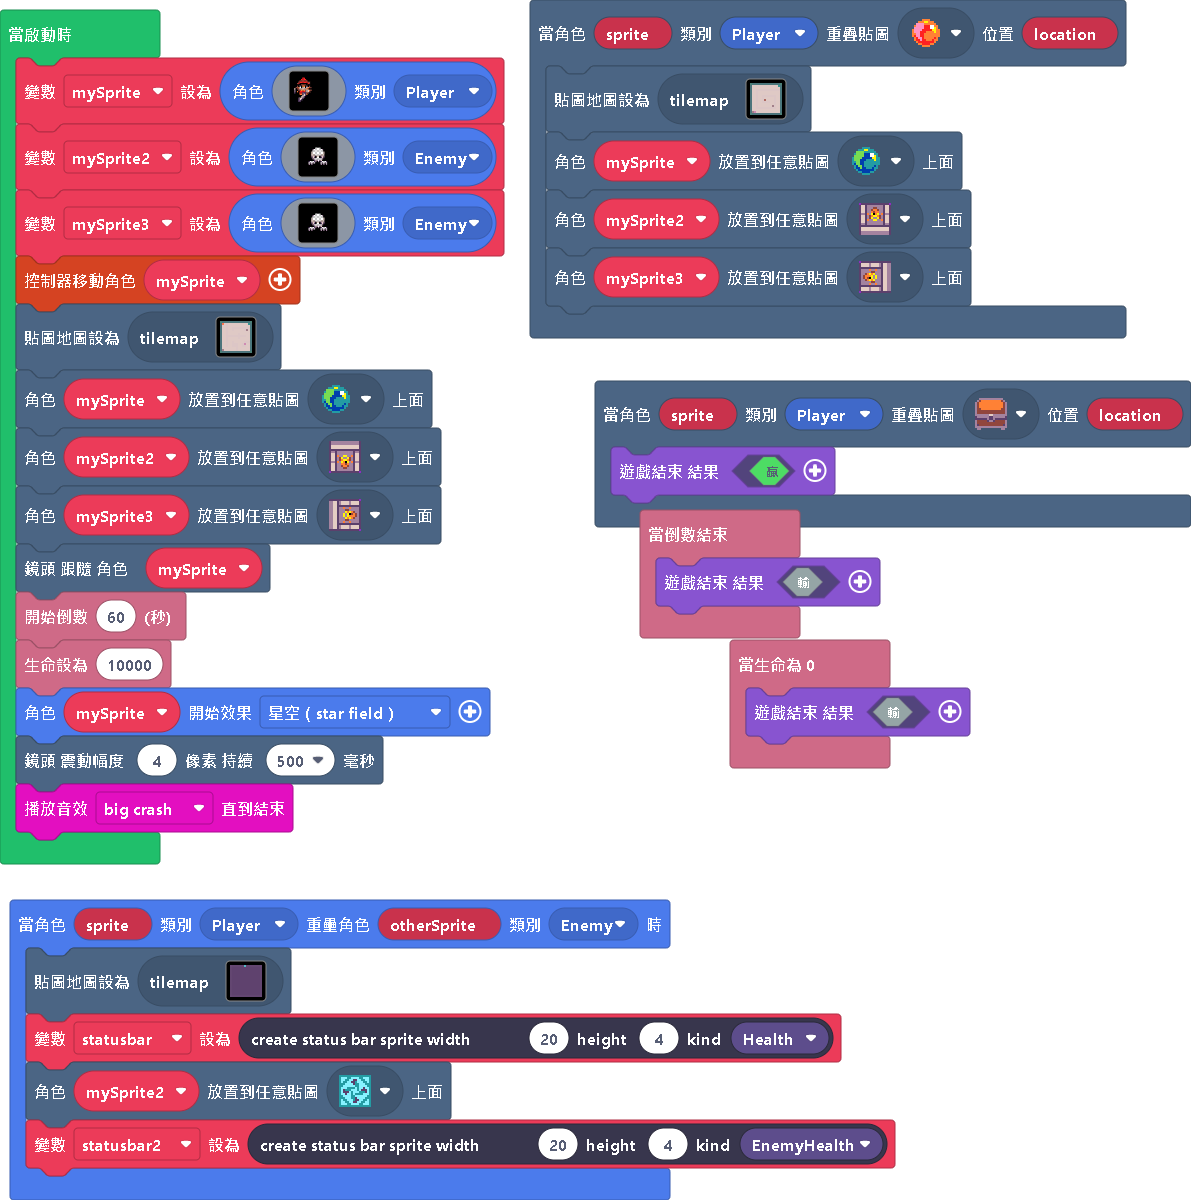 當啟動時
變數 mySprite 設為 角色 類別 Player
變數 mySprite2 設為 角色 類別 Enemy
變數 mySprite3 設為 角色 類別 Enemy
控制器移動角色 mySprite
貼圖地圖設為 tilemap
角色 mySprite 放置到任意貼圖 上面
角色 mySprite2 放置到任意貼圖 上面
角色 mySprite3 放置到任意貼圖 上面
鏡頭 跟隨 角色 mySprite
開始倒數 60 (秒)
生命設為 10000
角色 mySprite 開始效果 星空 ( star field )
鏡頭 震動幅度 4 像素 持續 500 毫秒
播放音效 big crash 直到結束
當角色 sprite 類別 Player 重疊貼圖 位置 location
貼圖地圖設為 tilemap
角色 mySprite 放置到任意貼圖 上面
角色 mySprite2 放置到任意貼圖 上面
角色 mySprite3 放置到任意貼圖 上面
當角色 sprite 類別 Player 重疊貼圖 位置 location
遊戲結束 結果 贏
當倒數結束
遊戲結束 結果 輸
當生命為 0
遊戲結束 結果 輸
當角色 sprite 類別 Player 重疊角色 otherSprite 類別 Enemy 時
貼圖地圖設為 tilemap
變數 statusbar 設為 create status bar sprite width 20 height 4 kind Health
角色 mySprite2 放置到任意貼圖 上面
變數 statusbar2 設為 create status bar sprite width 20 height 4 kind EnemyHealth